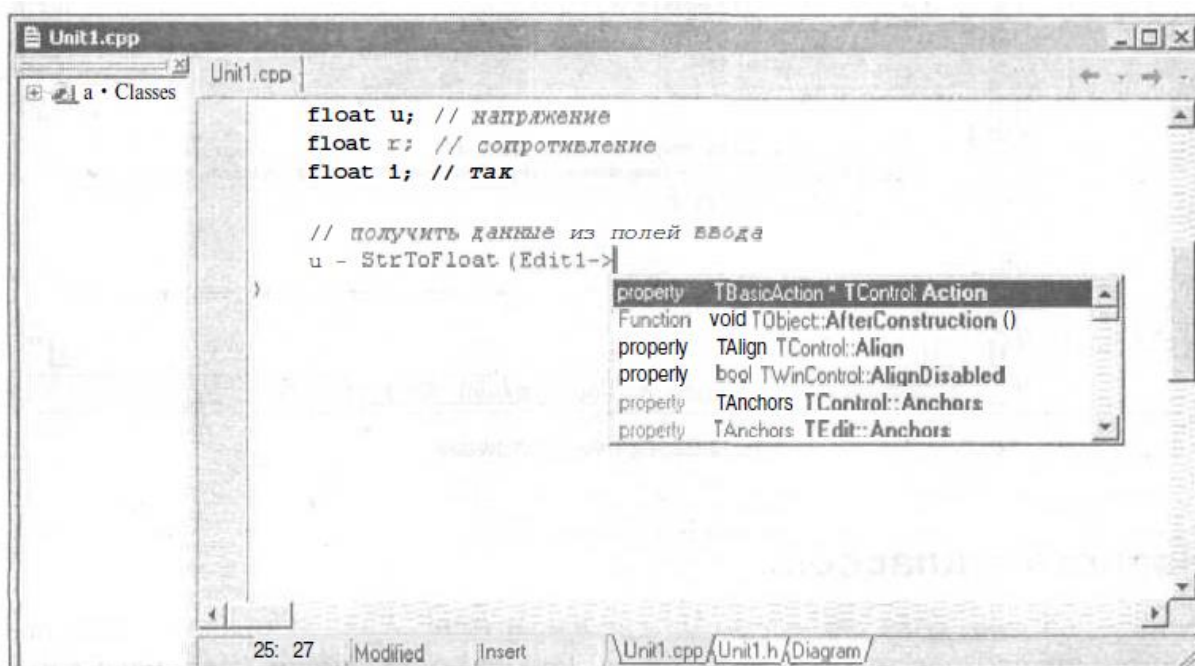 Unit1.cpp
a • Classes
Unit1.cpp
float u; // напряжение
float r; // сопротивление
float i; // так
// получить данные из полей ввода
u - StrToFloat (Edit1->
}
property TBasicAction * TControl: Action
Function void TObject::AfterConstruction ()
property TAlign TControl::Align
property bool TWinControl::AlignDisabled
property TAnchors TControl::Anchors
property TAnchors TEdit::Anchors
25: 27 Modified Insert \Unit1.cpp/Unit1.h/Diagram/